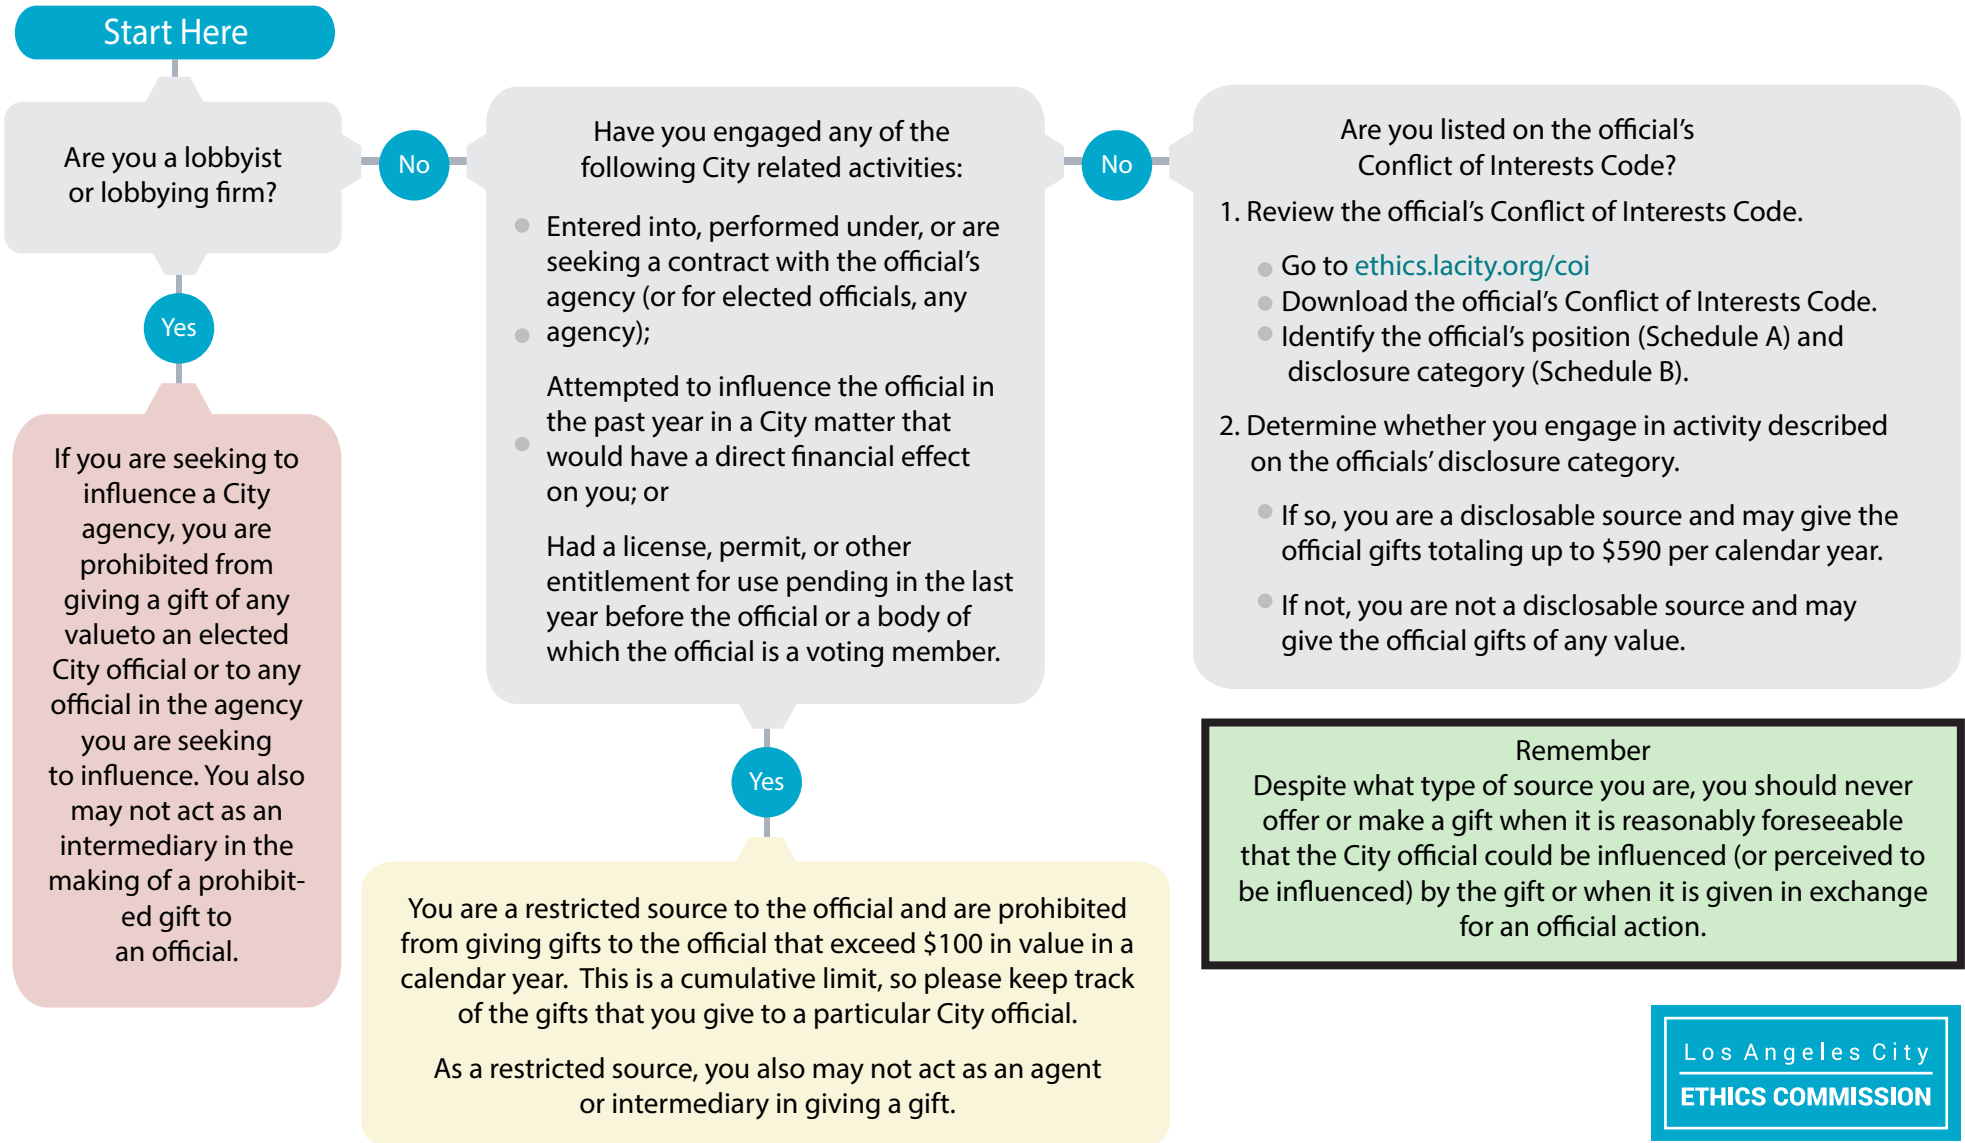 Start Here
Are you a lobbyist
or lobbying firm?
No
Yes
If you are seeking to
influence a City
agency, you are
prohibited from
giving a gift of any
valueto an elected
City official or to any
official in the agency
you are seeking
to influence. You also
may not act as an
intermediary in the
making of a prohibit-
ed gift to
an official.
Have you engaged any of the
following City related activities:
Entered into, performed under, or are
seeking a contract with the official's
agency (or for elected officials, any
agency);
Attempted to influence the official in
the past year in a City matter that
would have a direct financial effect
on you; or
Had a license, permit, or other
entitlement for use pending in the last
year before the official or a body of
which the official is a voting member.
No
Yes
You are a restricted source to the official and are prohibited
from giving gifts to the official that exceed $100 in value in a
calendar year.  This is a cumulative limit, so please keep track
of the gifts that you give to a particular City official.
As a restricted source, you also may not act as an agent
or intermediary in giving a gift.
Are you listed on the official's
Conflict of Interests Code?
1. Review the official's Conflict of Interests Code.
Go to ethics.lacity.org/coi
Download the official's Conflict of Interests Code.
Identify the official's position (Schedule A) and
disclosure category (Schedule B).
2. Determine whether you engage in activity described
on the officials' disclosure category.
If so, you are a disclosable source and may give the
official gifts totaling up to $590 per calendar year.
If not, you are not a disclosable source and may
give the official gifts of any value.
Remember
Despite what type of source you are, you should never
offer or make a gift when it is reasonably foreseeable
that the City official could be influenced (or perceived to
be influenced) by the gift or when it is given in exchange
for an official action.
Los Angeles City
ETHICS COMMISSION